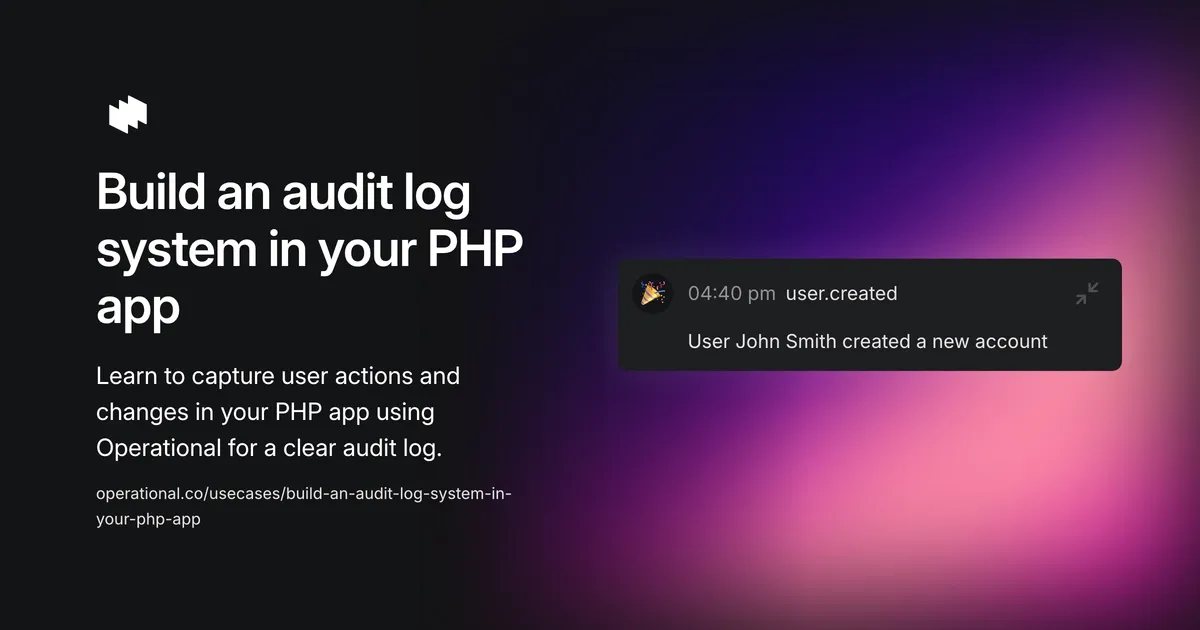 Build an audit log
system in your PHP
app
Learn to capture user actions and
changes in your PHP app using
Operational for a clear audit log.
operational.co/usecases/build-an-audit-log-system-in-
your-php-app
04:40 pm user.created
User John Smith created a new account